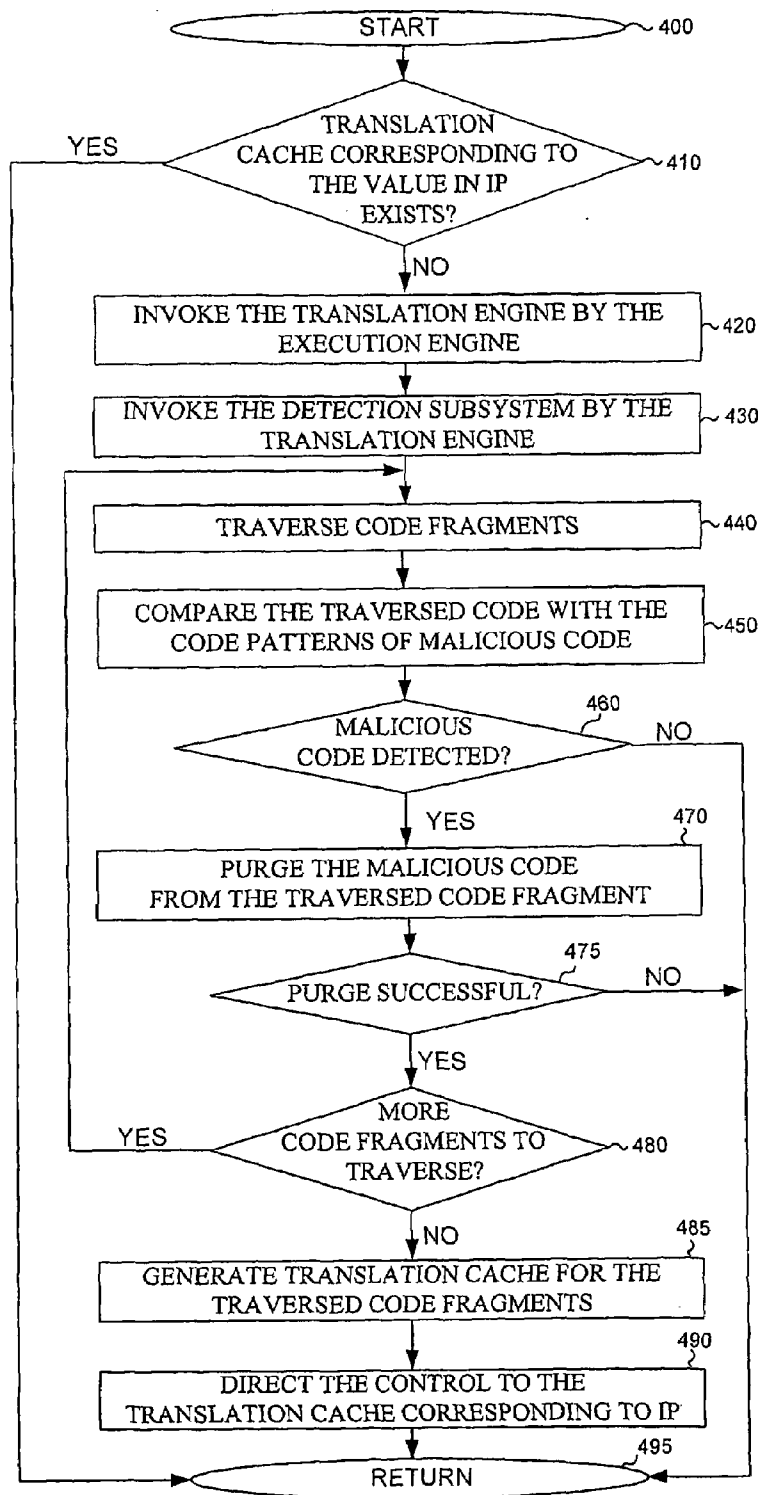 START
400
YES
TRANSLATION
CACHE CORRESPONDING TO
THE VALUE IN IP
EXISTS?
410
NO
INVOKE THE TRANSLATION ENGINE BY THE
EXECUTION ENGINE
420
INVOKE THE DETECTION SUBSYSTEM BY THE
TRANSLATION ENGINE
430
TRAVERSE CODE FRAGMENTS
440
COMPARE THE TRAVERSED CODE WITH THE
CODE PATTERNS OF MALICIOUS CODE
450
460
MALICIOUS
CODE DETECTED?
NO
YES
470
PURGE THE MALICIOUS CODE
FROM THE TRAVERSED CODE FRAGMENT
475
PURGE SUCCESSFUL?
NO
YES
YES
MORE
CODE FRAGMENTS TO
TRAVERSE?
480
NO
485
GENERATE TRANSLATION CACHE FOR THE
TRAVERSED CODE FRAGMENTS
490
DIRECT THE CONTROL TO THE
TRANSLATION CACHE CORRESPONDING TO IP
495
RETURN